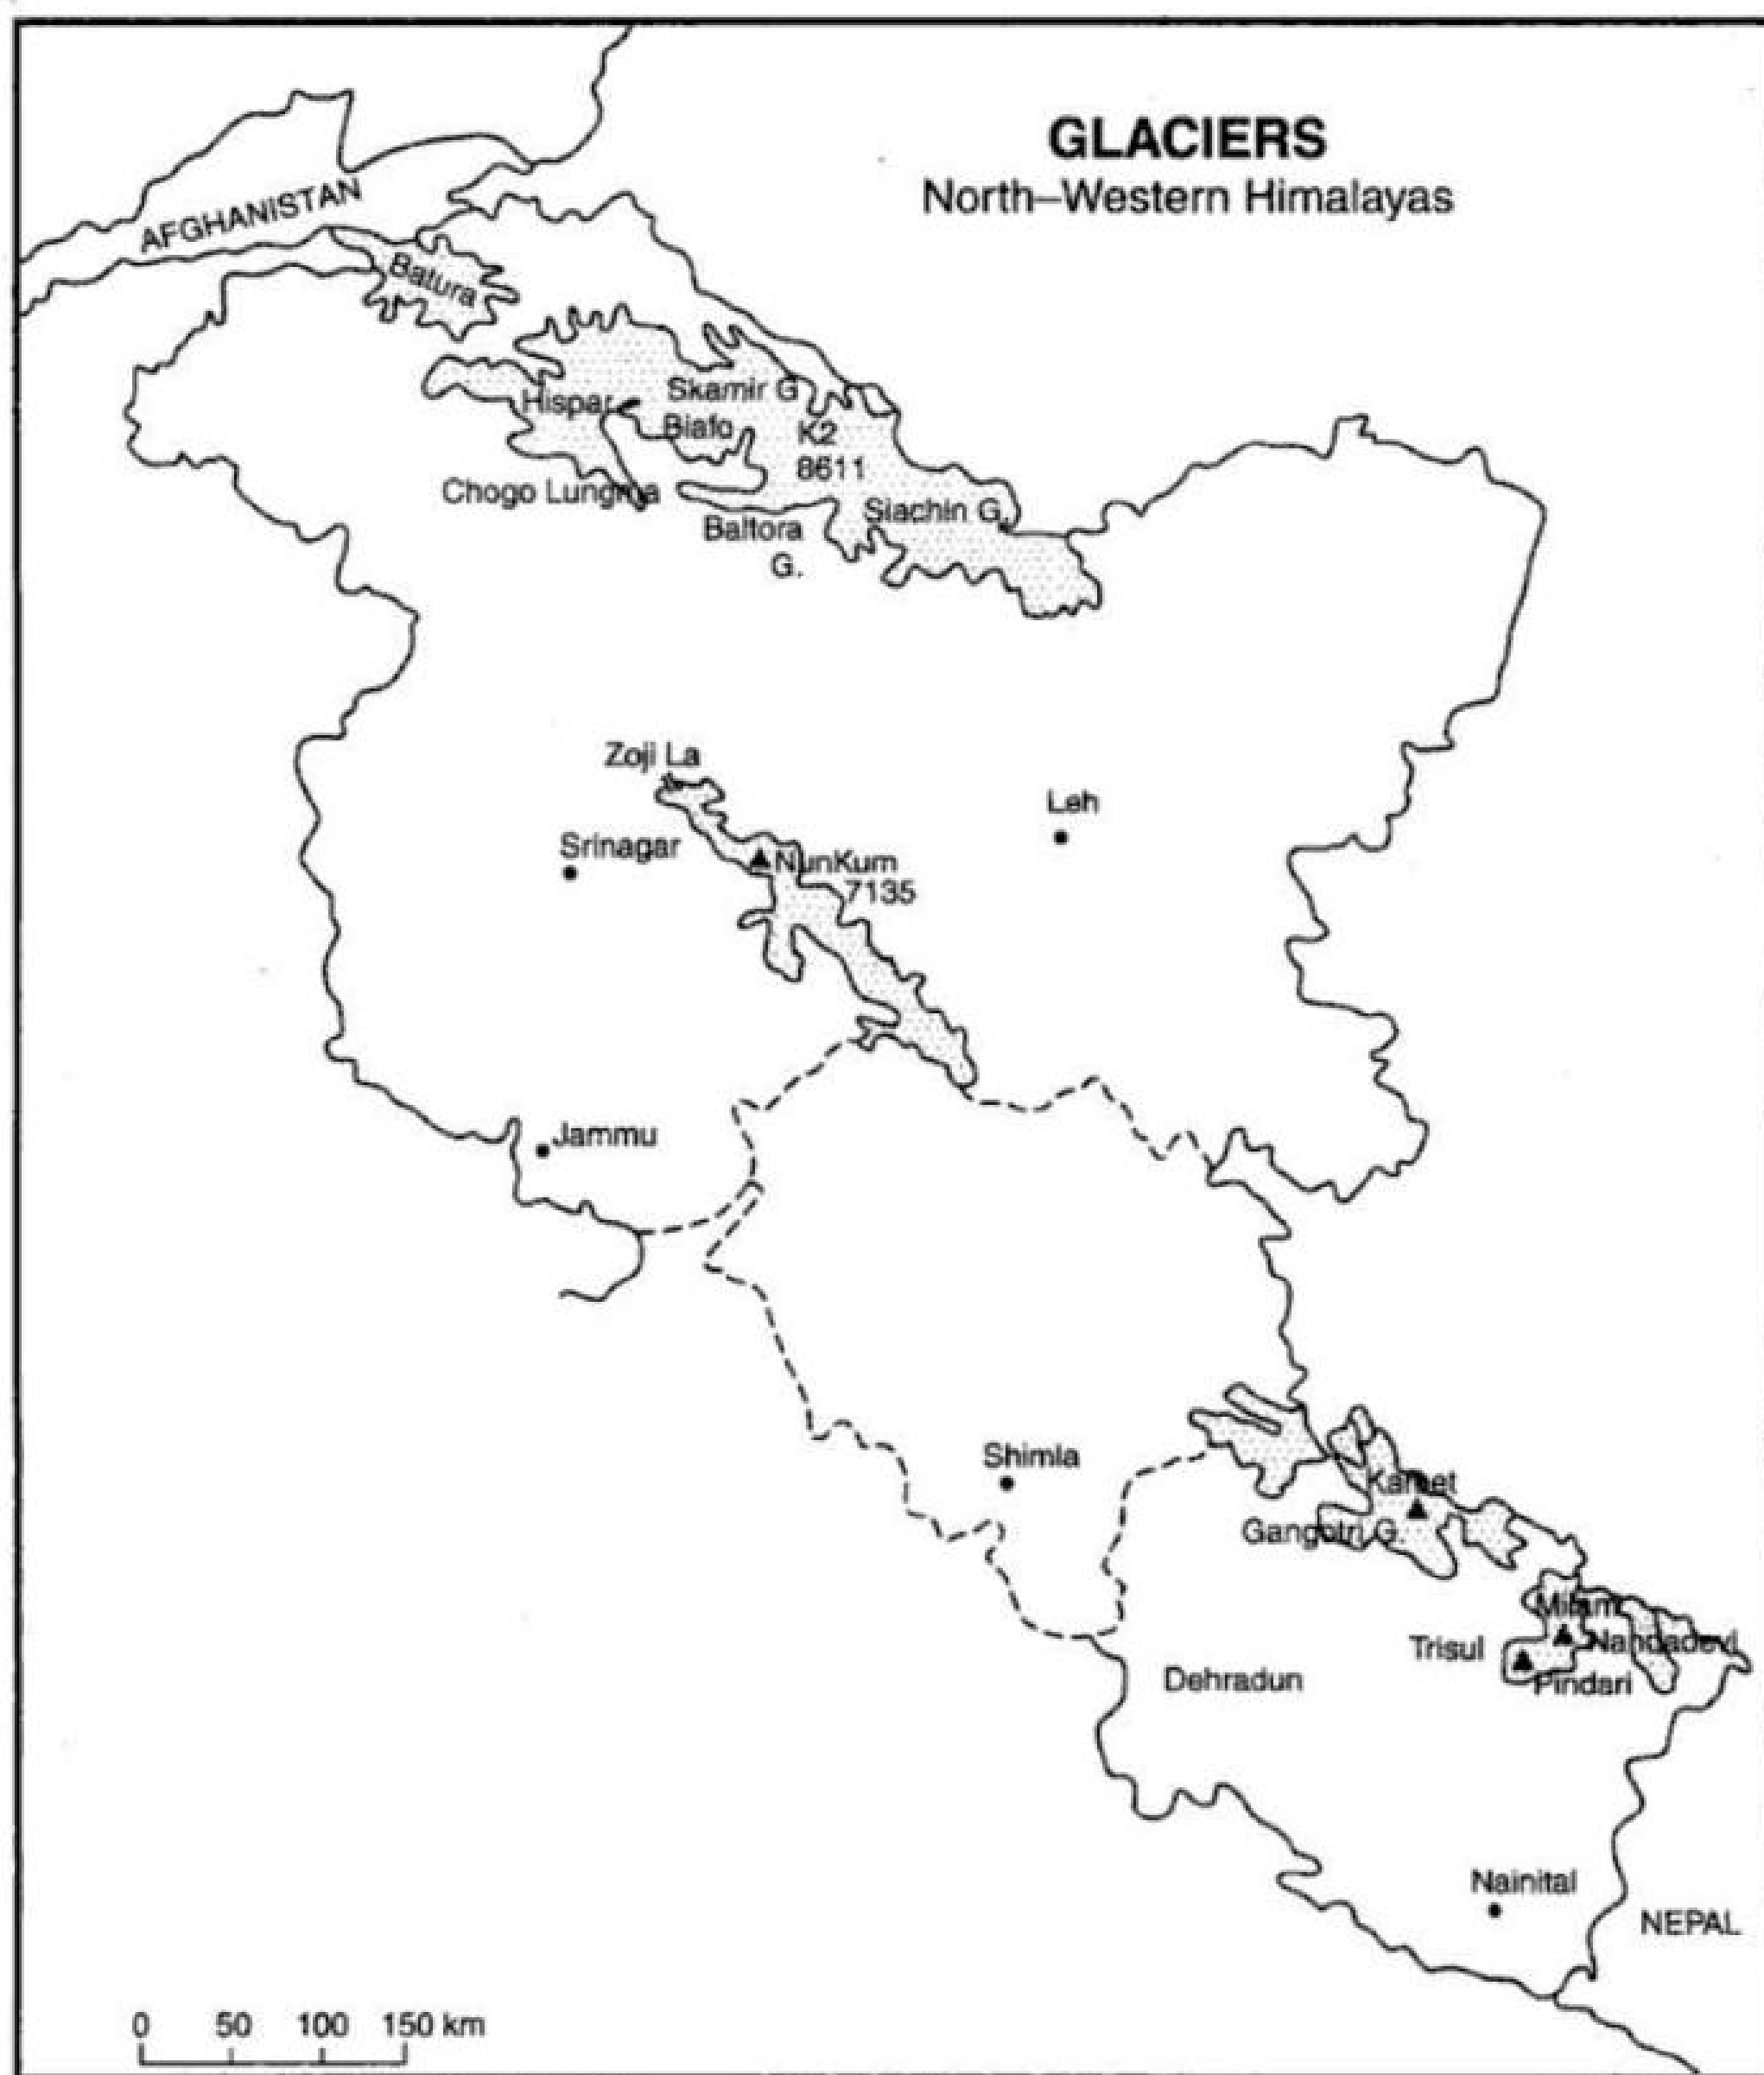 GLACIERS
North–Western Himalayas
AFGHANISTAN
Batura
Skamir G
Hispar
Biafo
K2
8611
Chogo Lungma
Siachin G.
Baltora
G.
Zoji La
Leh
Srinagar
NunKum
7135
Jammu
Shimla
Kamet
Gangotri G.
Milam
Trisul
Nandadevi
Pindari
Dehradun
Nainital
NEPAL
0 50 100 150 km